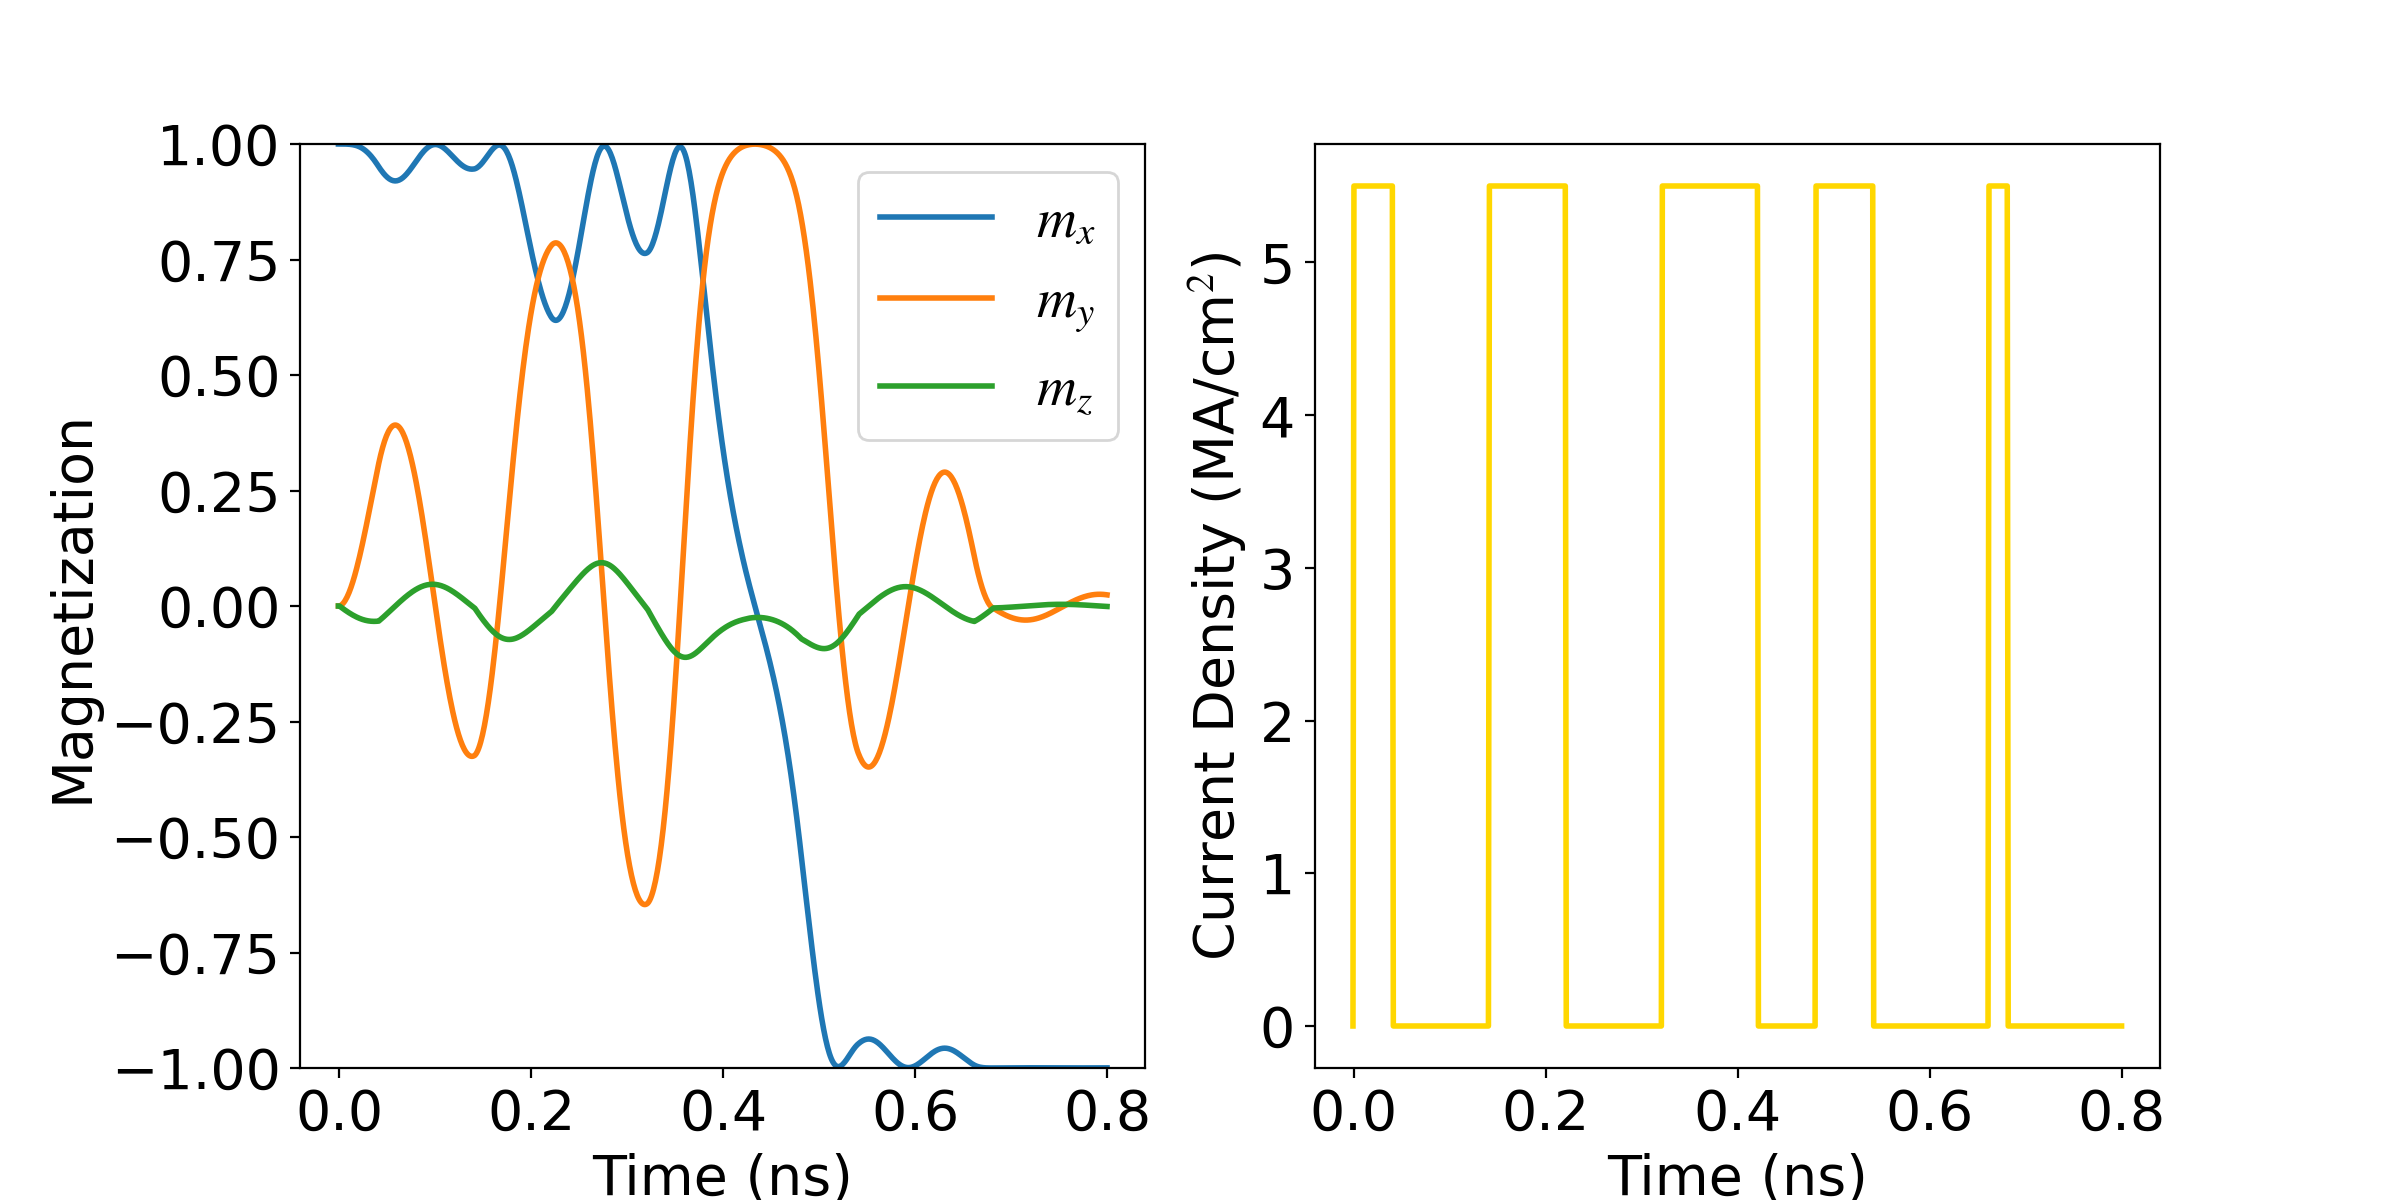 Magnetization
1.00
0.75
0.50
0.25
0.00
−0.25
−0.50
−0.75
−1.00
0.0 0.2 0.4 0.6 0.8
Time (ns)
m_x
m_y
m_z
Current Density (MA/cm²)
5
4
3
2
1
0
0.0 0.2 0.4 0.6 0.8
Time (ns)